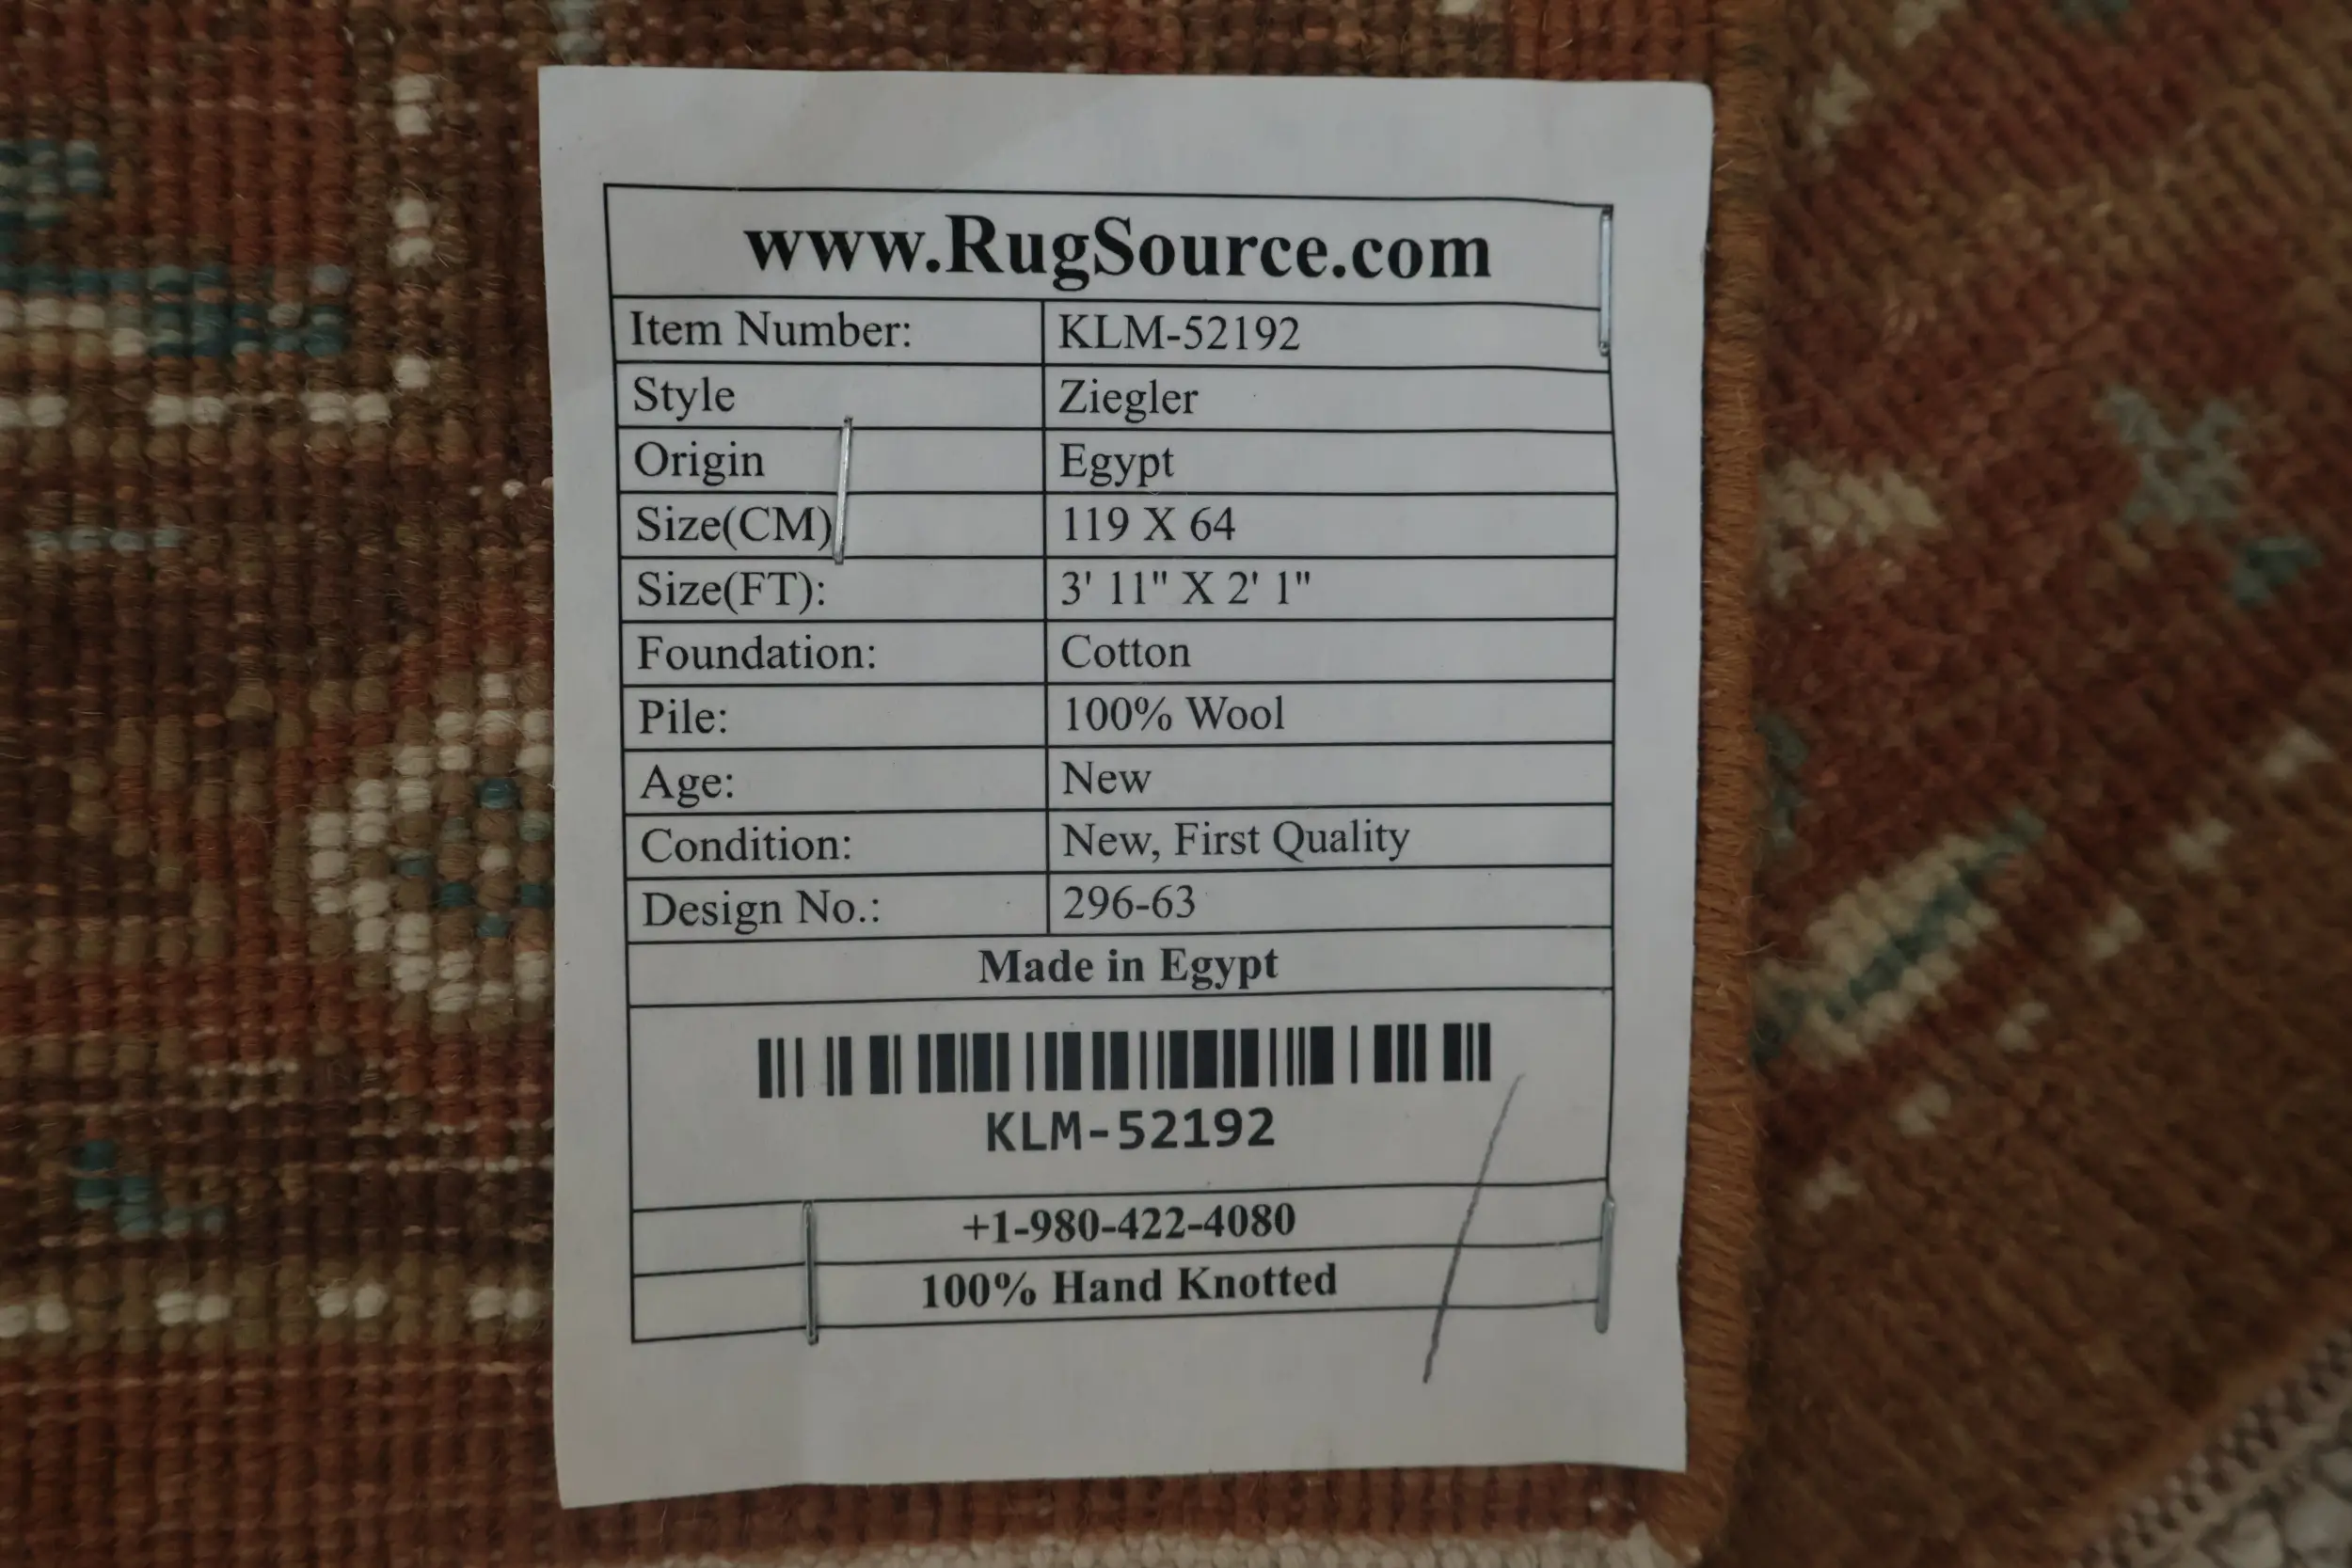 www.RugSource.com
Item Number: KLM-52192
Style Ziegler
Origin Egypt
Size(CM) 119 X 64
Size(FT): 3' 11" X 2' 1"
Foundation: Cotton
Pile: 100% Wool
Age: New
Condition: New, First Quality
Design No.: 296-63
Made in Egypt
KLM-52192
+1-980-422-4080
100% Hand Knotted